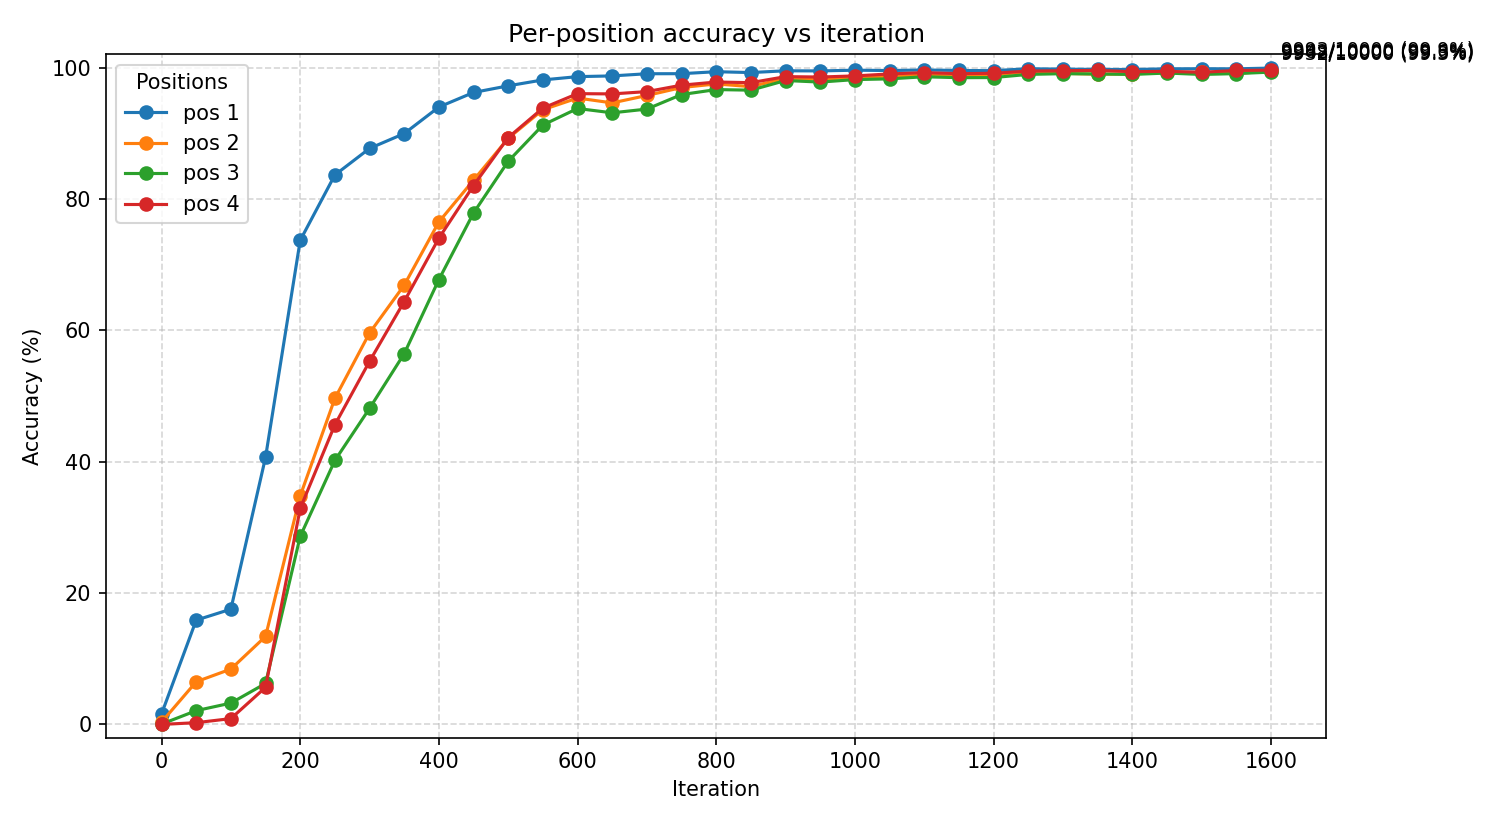 Per-position accuracy vs iteration
100
80
60
40
20
0
Accuracy (%)
Positions
pos 1
pos 2
pos 3
pos 4
0
200
400
600
800
1000
1200
1400
1600
Iteration